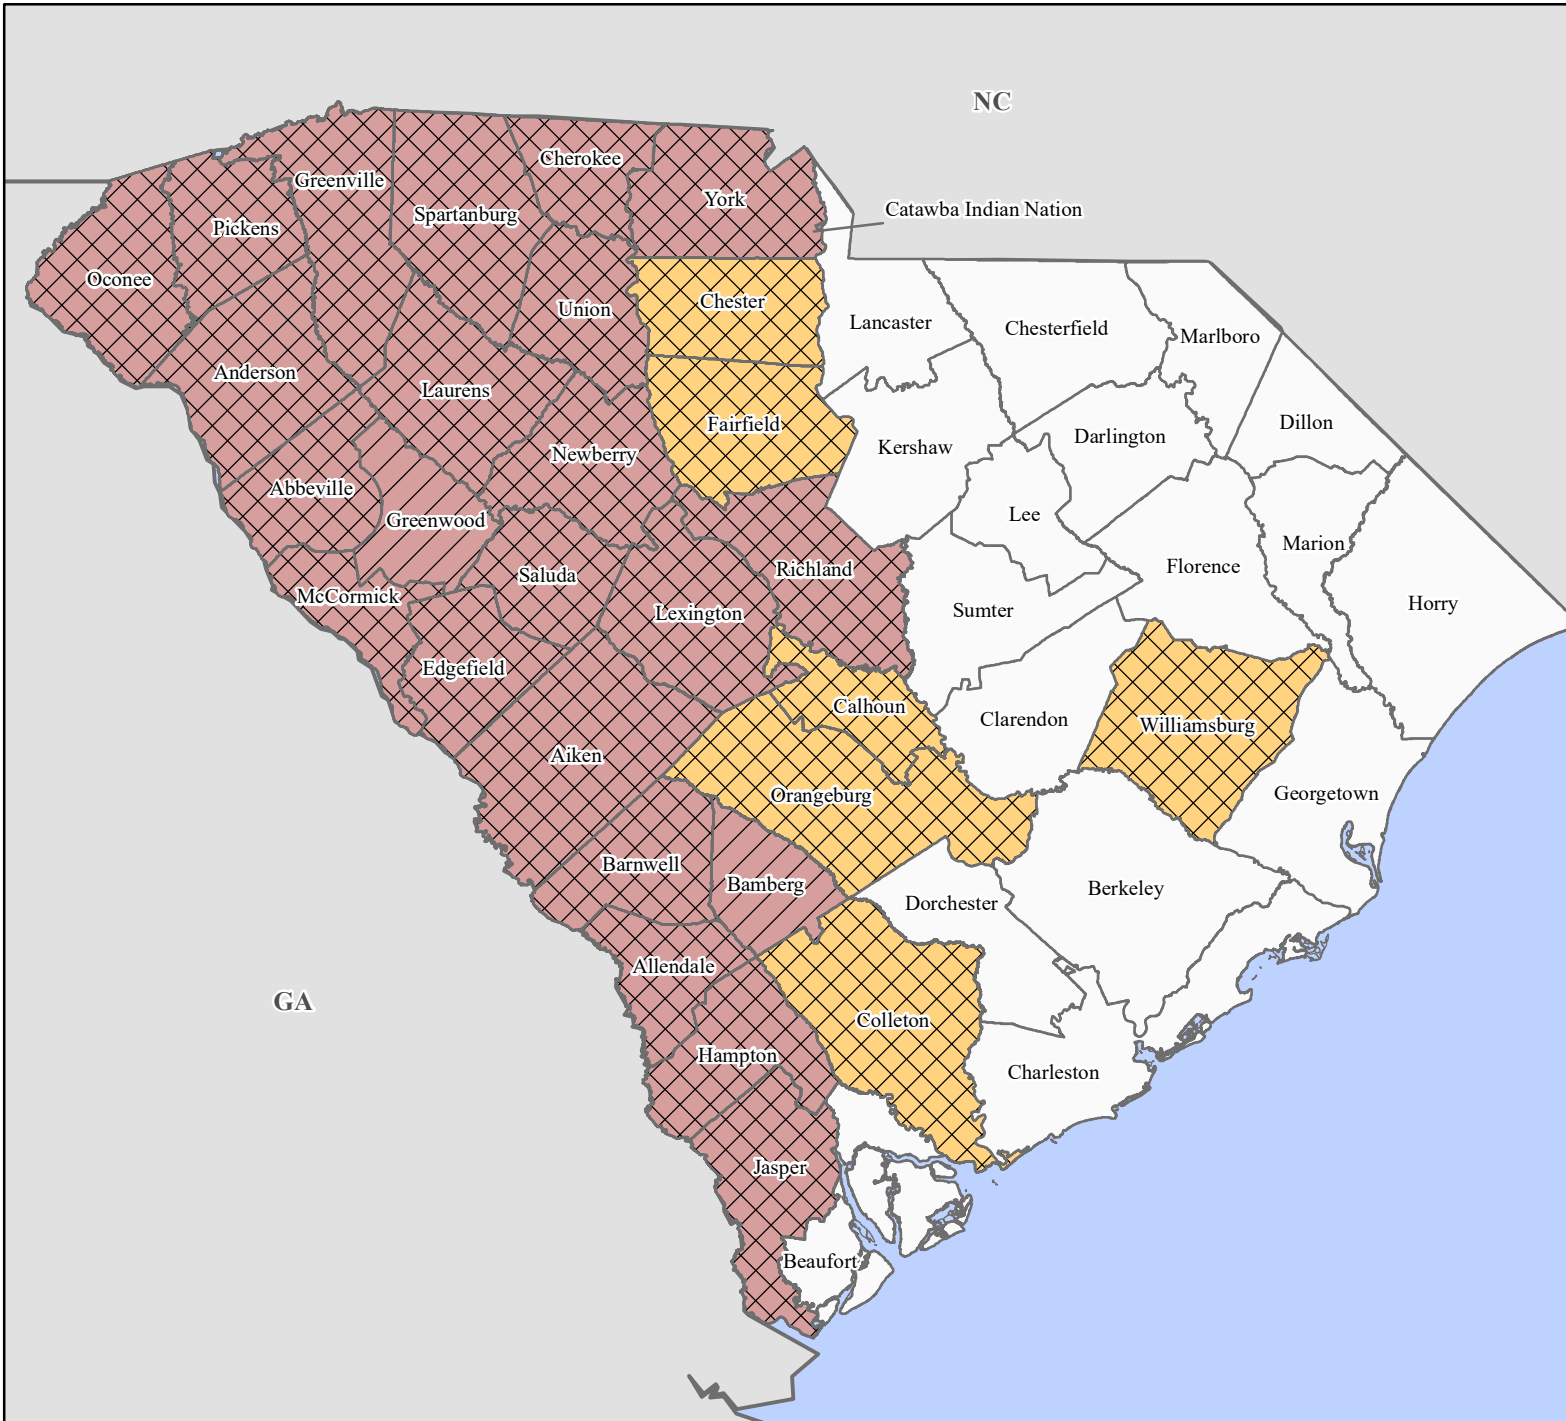 NC
Cherokee
Greenville
York
Catawba Indian Nation
Spartanburg
Pickens
Oconee
Chester
Union
Lancaster
Chesterfield
Marlboro
Anderson
Laurens
Fairfield
Dillon
Darlington
Kershaw
Newberry
Abbeville
Greenwood
Lee
Marion
Florence
Richland
Saluda
McCormick
Horry
Sumter
Lexington
Edgefield
Calhoun
Clarendon
Williamsburg
Aiken
Orangeburg
Georgetown
Barnwell
Bamberg
Berkeley
Dorchester
Allendale
GA
Colleton
Hampton
Charleston
Jasper
Beaufort